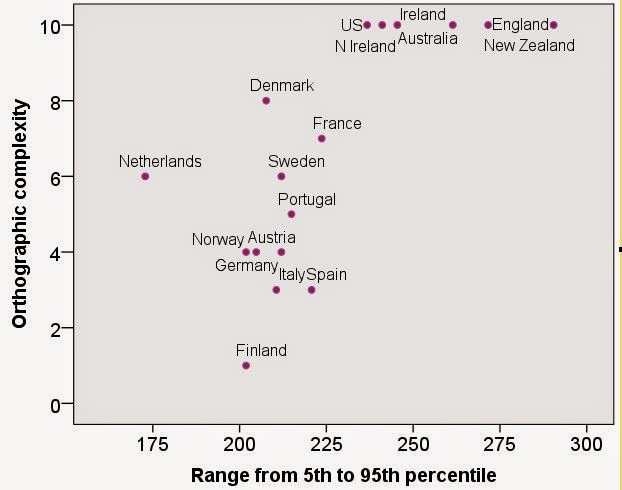 Orthographic complexity
10
8
6
4
2
0
US
Ireland
England
N Ireland
Australia
New Zealand
Denmark
France
Netherlands
Sweden
Portugal
Norway
Austria
Germany
Italy
Spain
Finland
175
200
225
250
275
300
Range from 5th to 95th percentile